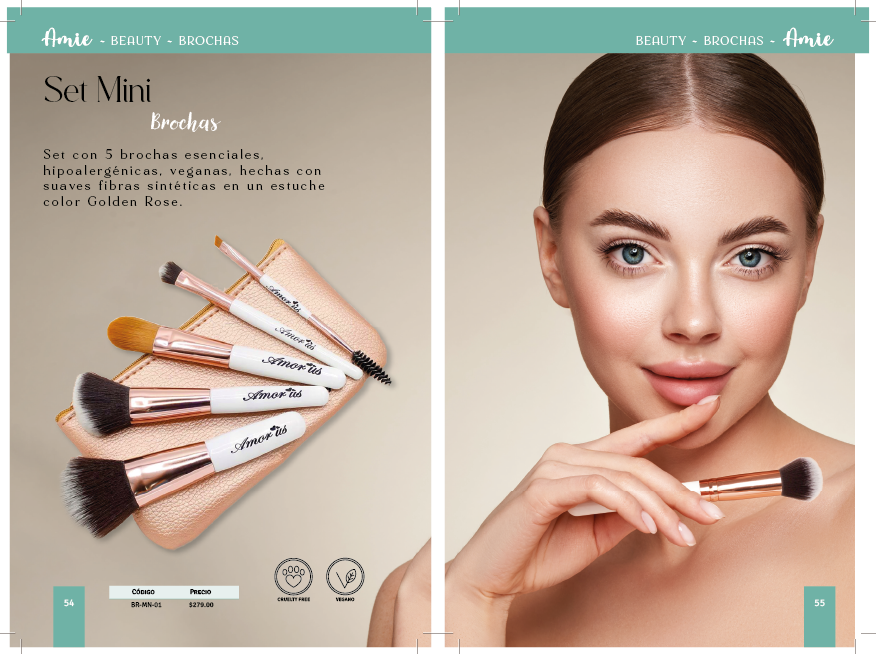 Amie ~ BEAUTY ~ BROCHAS
Set Mini
Brochas
Set con 5 brochas esenciales,
hipoalergénicas, veganas, hechas con
suaves fibras sintéticas en un estuche
color Golden Rose.
Amor us
Amor us
Amor us
Amor us
Amor us
CRUELTY FREE VEGANO
CÓDIGO PRECIO
BR-MN-01 $279.00
54
BEAUTY ~ BROCHAS ~ Amie
55